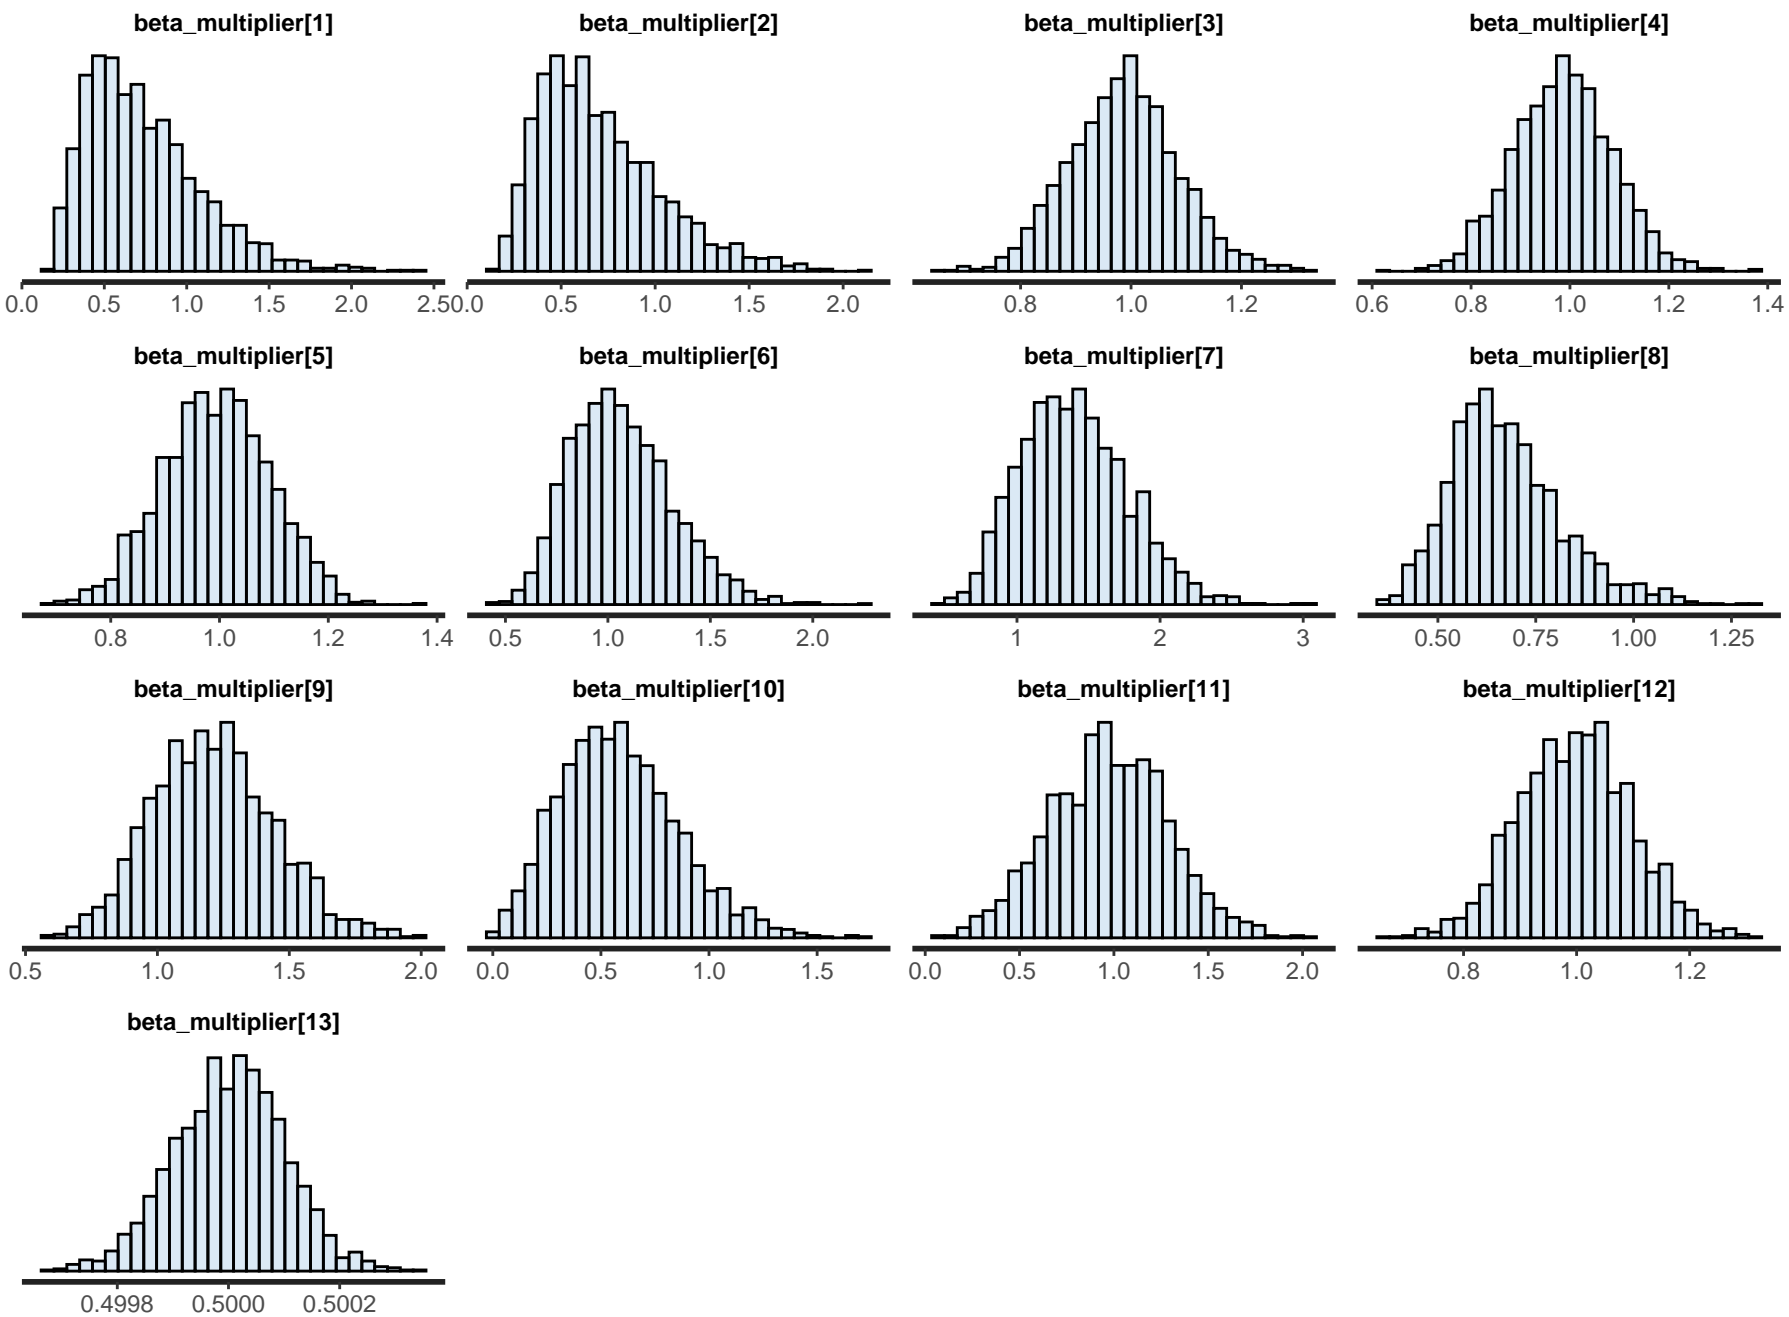 beta_multiplier[1] beta_multiplier[2] beta_multiplier[3] beta_multiplier[4]
0.0 0.5 1.0 1.5 2.0 2.5 0.0 0.5 1.0 1.5 2.0 0.8 1.0 1.2 0.6 0.8 1.0 1.2 1.4
beta_multiplier[5] beta_multiplier[6] beta_multiplier[7] beta_multiplier[8]
0.8 1.0 1.2 1.4 0.5 1.0 1.5 2.0 1 2 3 0.50 0.75 1.00 1.25
beta_multiplier[9] beta_multiplier[10] beta_multiplier[11] beta_multiplier[12]
0.5 1.0 1.5 2.0 0.0 0.5 1.0 1.5 0.0 0.5 1.0 1.5 2.0 0.8 1.0 1.2
beta_multiplier[13]
0.4998 0.5000 0.5002